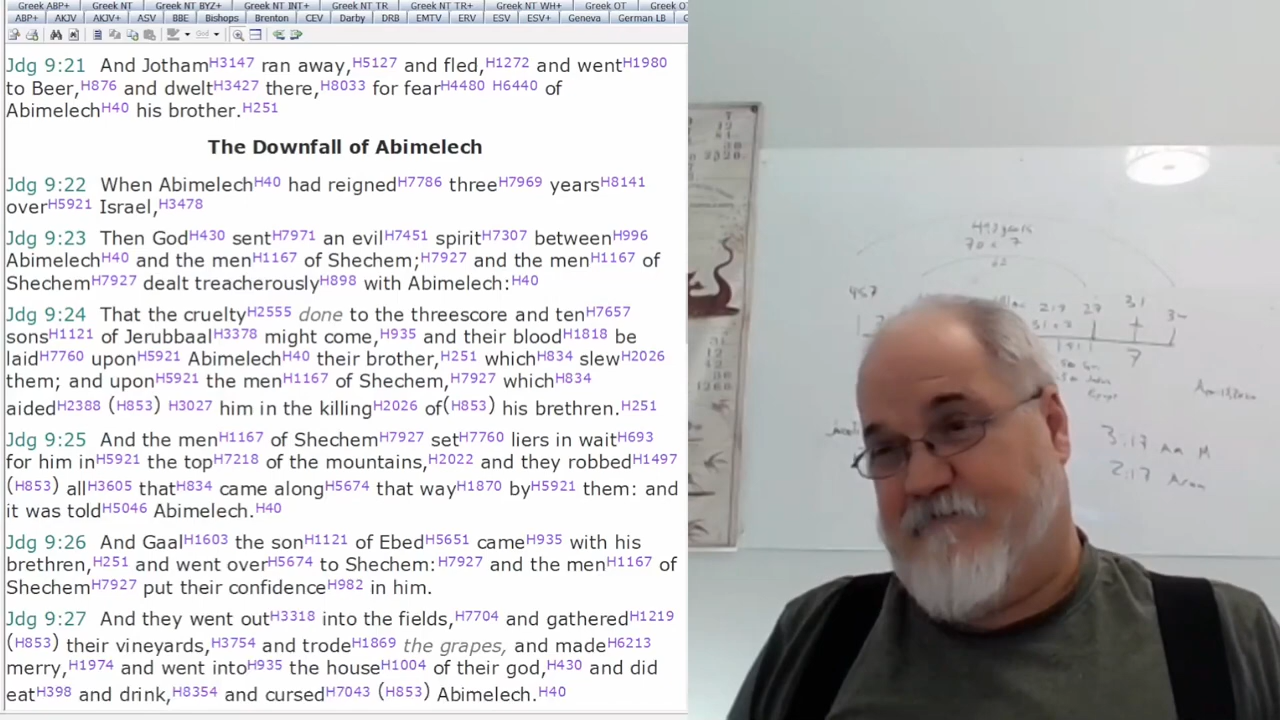 Greek ABP+ Greek NT Greek NT BYZ+ Greek NT INT+ Greek NT TR Greek NT TR+ Greek NT WH+ Greek OT
ABP+ AKJV AKJV+ ASV BBE Bishops Brenton CEV Darby DRB EMTV ERV ESV ESV+ Geneva German LB
Jdg 9:21 And JothamH3147 ran away,H5127 and fled,H1272 and wentH1980
to Beer,H876 and dweltH3427 there,H8033 for fearH4480 H6440 of
AbimelechH40 his brother.H251
The Downfall of Abimelech
Jdg 9:22 When AbimelechH40 had reignedH7786 threeH7969 yearsH8141
overH5921 Israel,H3478
Jdg 9:23 Then GodH430 sentH7971 an evilH7451 spiritH7307 betweenH996
AbimelechH40 and the menH1167 of Shechem;H7927 and the menH1167 of
ShechemH7927 dealt treacherouslyH898 with Abimelech:H40
Jdg 9:24 That the crueltyH2555 done to the threescore and tenH7657
sonsH1121 of JerubbaalH3378 might come,H935 and their bloodH1818 be
laidH7760 uponH5921 AbimelechH40 their brother,H251 whichH834 slewH2026
them; and uponH5921 the menH1167 of Shechem,H7927 whichH834
aidedH2388 (H853) H3027 him in the killingH2026 of(H853) his brethren.H251
Jdg 9:25 And the menH1167 of ShechemH7927 setH7760 liers in waitH693
for him inH5921 the topH7218 of the mountains,H2022 and they robbedH1497
(H853) allH3605 thatH834 came alongH5674 that wayH1870 byH5921 them: and
it was toldH5046 Abimelech.H40
Jdg 9:26 And GaalH1603 the sonH1121 of EbedH5651 cameH935 with his
brethren,H251 and went overH5674 to Shechem:H7927 and the menH1167 of
ShechemH7927 put their confidenceH982 in him.
Jdg 9:27 And they went outH3318 into the fields,H7704 and gatheredH1219
(H853) their vineyards,H3754 and trodeH1869 the grapes, and madeH6213
merry,H1974 and went intoH935 the houseH1004 of their god,H430 and did
eatH398 and drink,H8354 and cursedH7043 (H853) Abimelech.H40
70 x 7
457
27
31
7
3:17
2:17